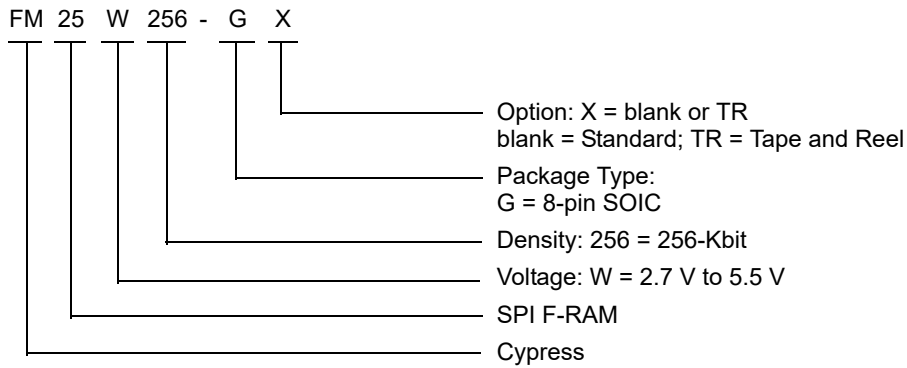 FM 25 W 256 - G X
Option: X = blank or TR
blank = Standard; TR = Tape and Reel
Package Type:
G = 8-pin SOIC
Density: 256 = 256-Kbit
Voltage: W = 2.7 V to 5.5 V
SPI F-RAM
Cypress